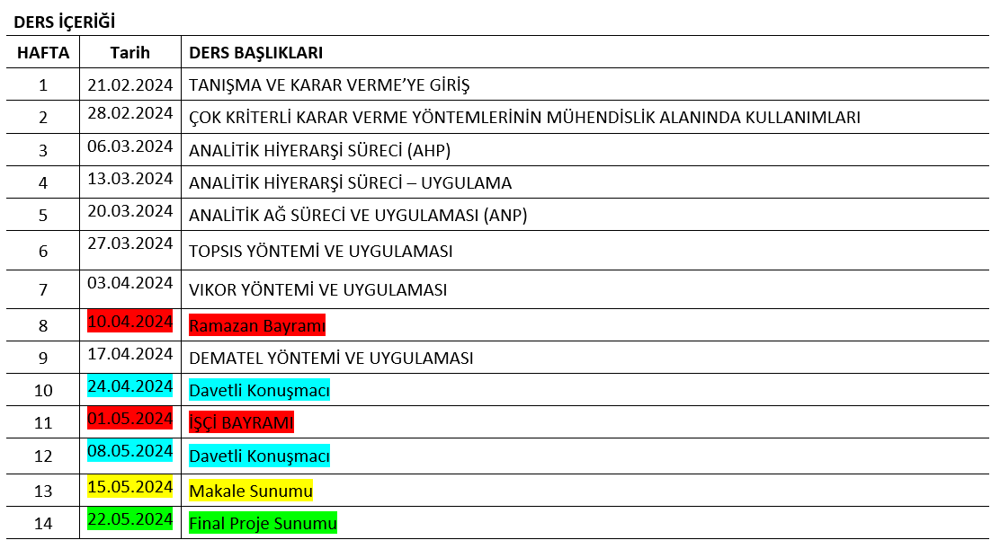 DERS İÇERİĞİ
HAFTA Tarih DERS BAŞLIKLARI
1 21.02.2024 TANIŞMA VE KARAR VERME’YE GİRİŞ
2 28.02.2024 ÇOK KRİTERLİ KARAR VERME YÖNTEMLERİNİN MÜHENDİSLİK ALANINDA KULLANIMLARI
3 06.03.2024 ANALİTİK HİYERARŞİ SÜRECİ (AHP)
4 13.03.2024 ANALİTİK HİYERARŞİ SÜRECİ – UYGULAMA
5 20.03.2024 ANALİTİK AĞ SÜRECİ VE UYGULAMASI (ANP)
6 27.03.2024 TOPSIS YÖNTEMİ VE UYGULAMASI
7 03.04.2024 VIKOR YÖNTEMİ VE UYGULAMASI
8 10.04.2024 Ramazan Bayramı
9 17.04.2024 DEMATEL YÖNTEMİ VE UYGULAMASI
10 24.04.2024 Davetli Konuşmacı
11 01.05.2024 İŞÇİ BAYRAMI
12 08.05.2024 Davetli Konuşmacı
13 15.05.2024 Makale Sunumu
14 22.05.2024 Final Proje Sunumu